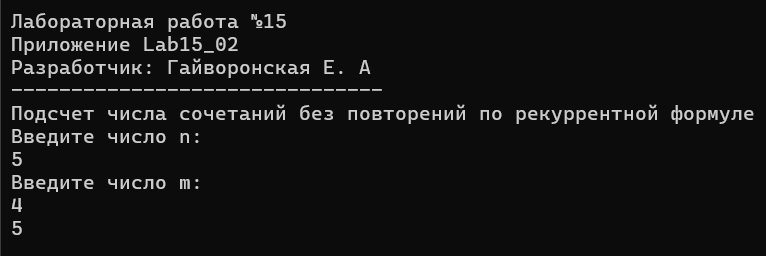 Лабораторная работа №15
Приложение Lab15_02
Разработчик: Гайворонская Е. А
-------------------------------
Подсчет числа сочетаний без повторений по рекуррентной формуле
Введите число n:
5
Введите число m:
4
5